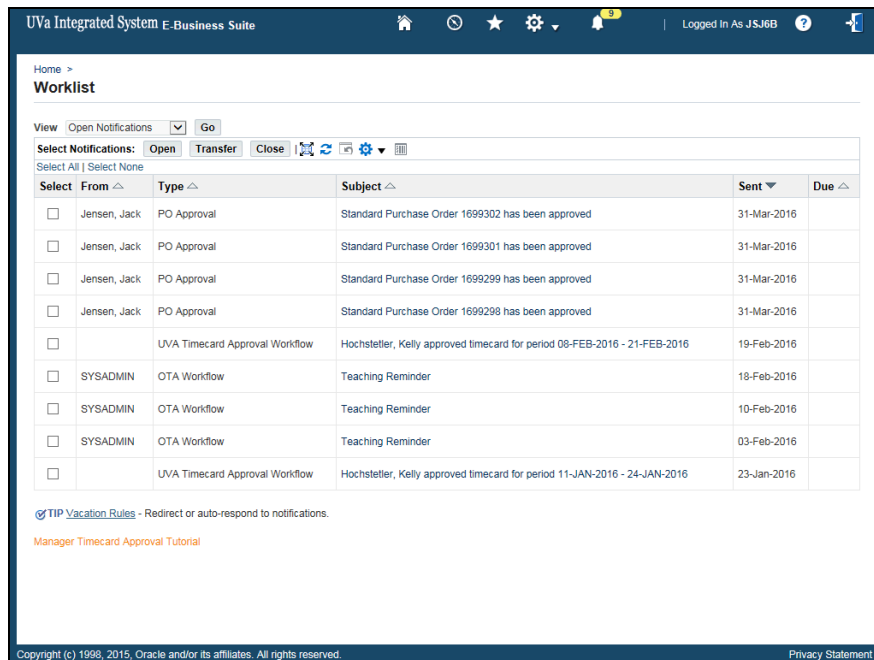 UVa Integrated System E-Business Suite 9 | Logged In As JSJ6B ?
Home >
Worklist
View Open Notifications Go
Select Notifications: Open Transfer Close |
Select All | Select None
Select From Type Subject Sent Due
Jensen, Jack PO Approval Standard Purchase Order 1699302 has been approved 31-Mar-2016
Jensen, Jack PO Approval Standard Purchase Order 1699301 has been approved 31-Mar-2016
Jensen, Jack PO Approval Standard Purchase Order 1699299 has been approved 31-Mar-2016
Jensen, Jack PO Approval Standard Purchase Order 1699298 has been approved 31-Mar-2016
UVA Timecard Approval Workflow Hochstetler, Kelly approved timecard for period 08-FEB-2016 - 21-FEB-2016 19-Feb-2016
SYSADMIN OTA Workflow Teaching Reminder 18-Feb-2016
SYSADMIN OTA Workflow Teaching Reminder 10-Feb-2016
SYSADMIN OTA Workflow Teaching Reminder 03-Feb-2016
UVA Timecard Approval Workflow Hochstetler, Kelly approved timecard for period 11-JAN-2016 - 24-JAN-2016 23-Jan-2016
TIP Vacation Rules - Redirect or auto-respond to notifications.
Manager Timecard Approval Tutorial
Copyright (c) 1998, 2015, Oracle and/or its affiliates. All rights reserved. Privacy Statement